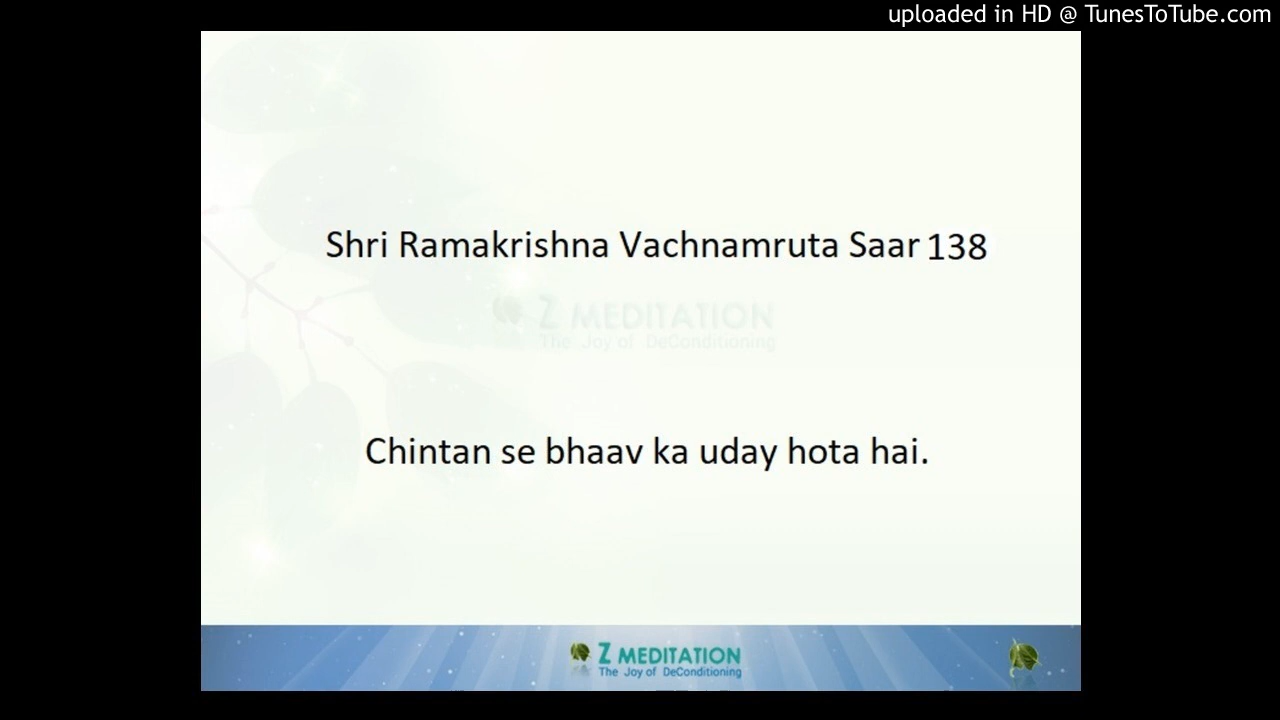 uploaded in HD @ TunesToTube.com
Shri Ramakrishna Vachnamruta Saar 138
Z MEDITATION
The Joy of DeConditioning
Chintan se bhaav ka uday hota hai.
Z MEDITATION
The Joy of DeConditioning